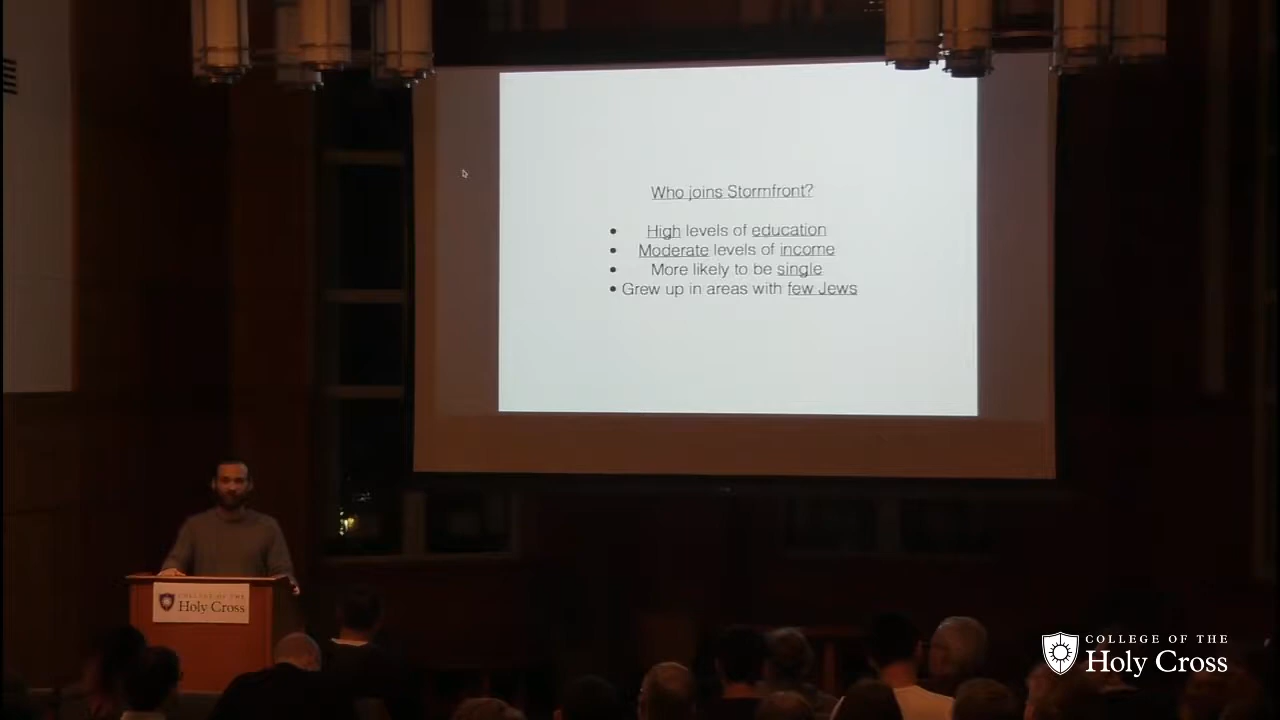 Who joins Stormfront?
• High levels of education
• Moderate levels of income
• More likely to be single
• Grew up in areas with few Jews
COLLEGE OF THE
Holy Cross
COLLEGE OF THE
Holy Cross